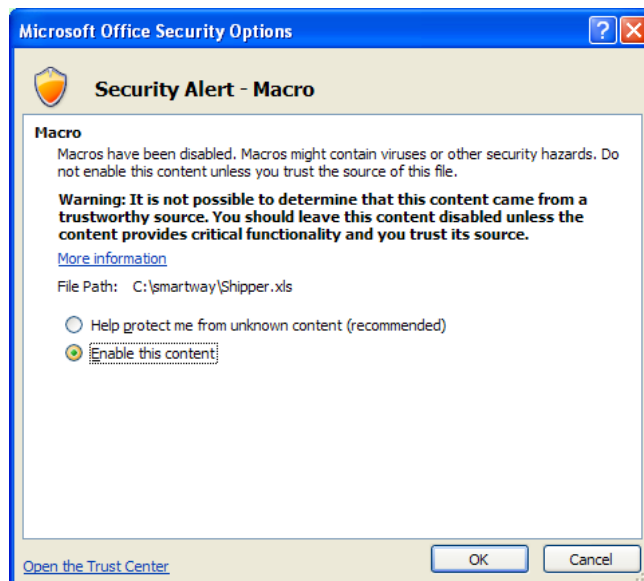 Microsoft Office Security Options
Security Alert - Macro
Macro
Macros have been disabled. Macros might contain viruses or other security hazards. Do
not enable this content unless you trust the source of this file.
Warning: It is not possible to determine that this content came from a
trustworthy source. You should leave this content disabled unless the
content provides critical functionality and you trust its source.
More information
File Path: C:\smartway\Shipper.xls
Help protect me from unknown content (recommended)
Enable this content
Open the Trust Center
OK
Cancel